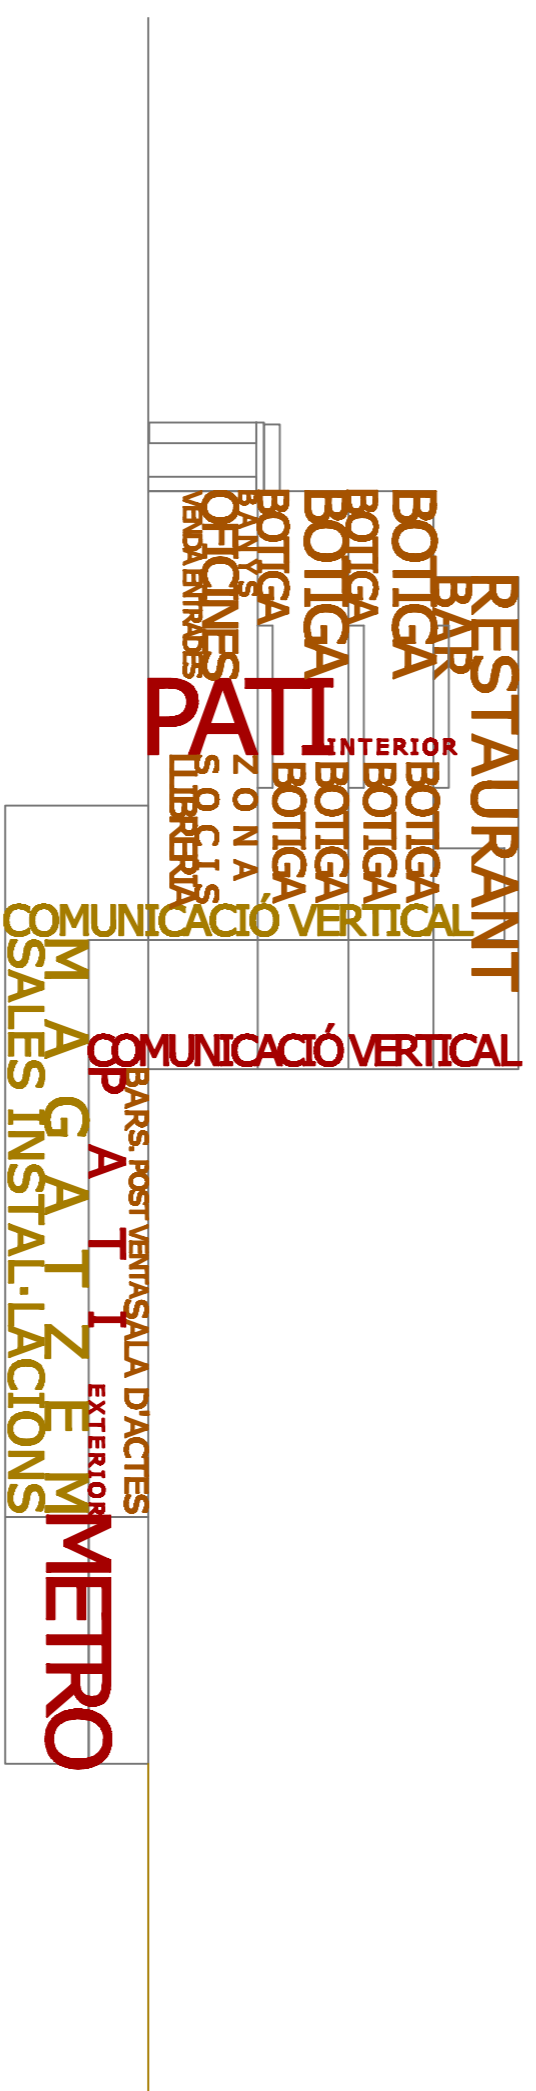 VENDA ENTRADES
OFICINES
BANYS
BOTIGA
BOTIGA
BOTIGA
BOTIGA
BAR
RESTAURANT
PATI INTERIOR
LLIBRERIA
SOCIS
ZONA
BOTIGA
BOTIGA
BOTIGA
BOTIGA
COMUNICACIÓ VERTICAL
COMUNICACIÓ VERTICAL
SALES INSTAL·LACIONS
MAGATZEM
PATI EXTERIOR
BARS. POST VENTA SALA D'ACTES
METRO